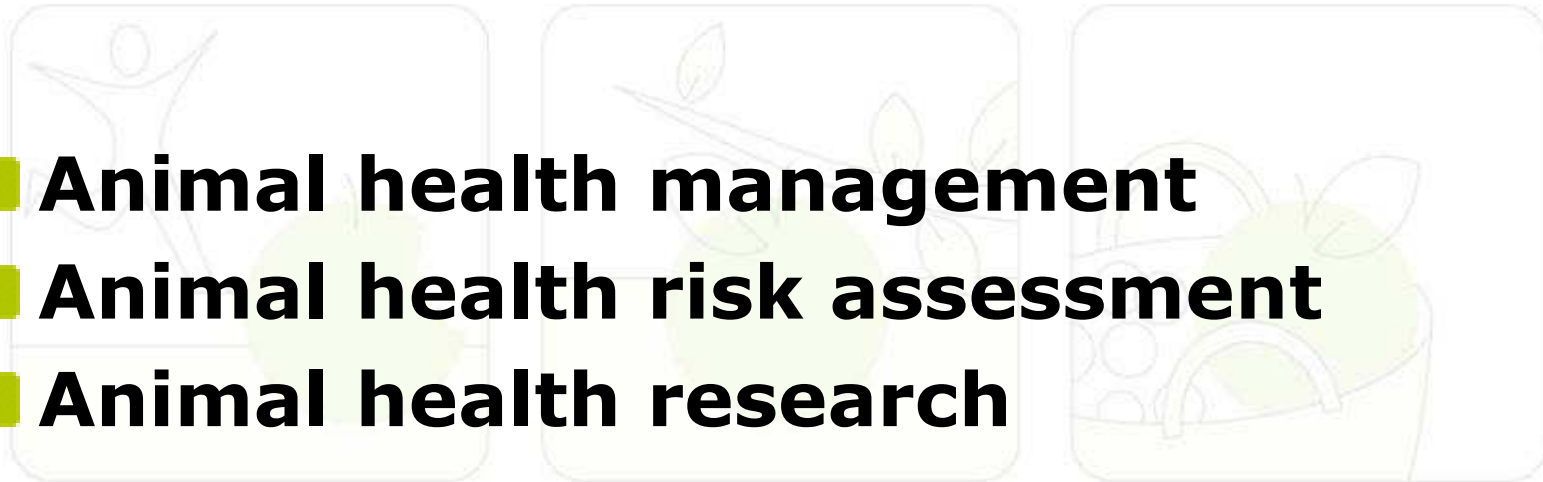 Animal health management
Animal health risk assessment
Animal health research